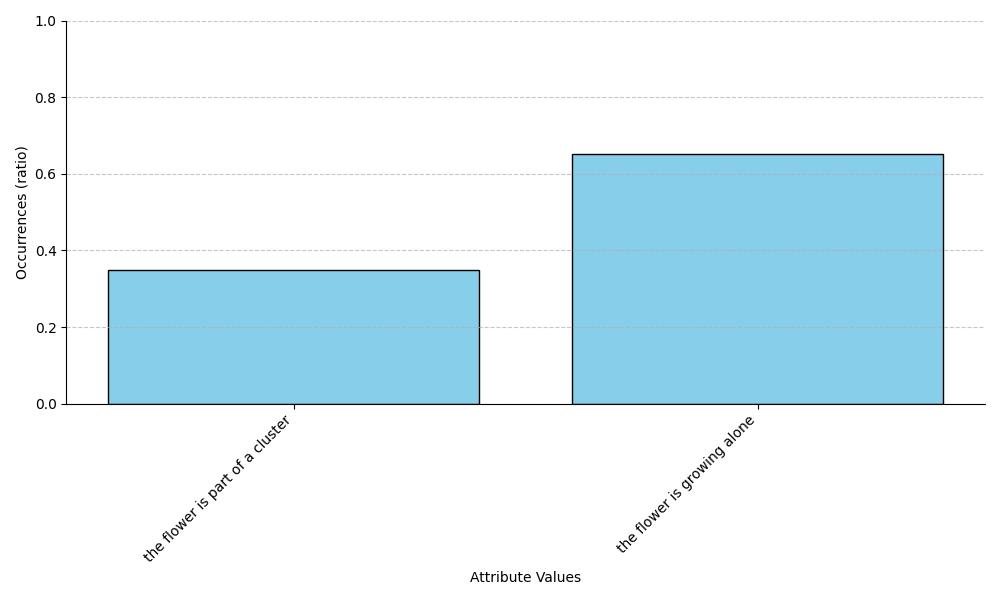 1.0
0.8
0.6
0.4
0.2
0.0
Occurrences (ratio)
the flower is part of a cluster
the flower is growing alone
Attribute Values